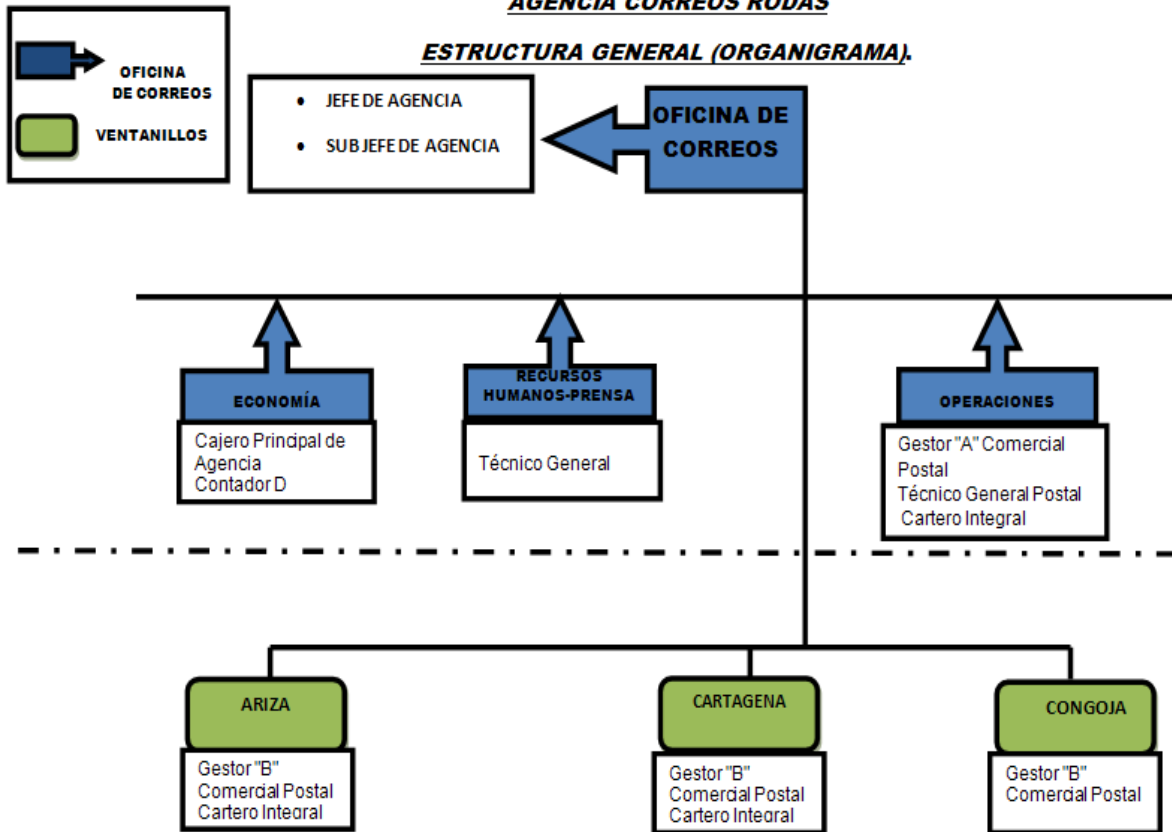 AGENCIA CORREOS RODAS
ESTRUCTURA GENERAL (ORGANIGRAMA).
OFICINA
DE CORREOS
VENTANILLOS
• JEFE DE AGENCIA
• SUBJEFE DE AGENCIA
OFICINA DE
CORREOS
ECONOMÍA
Cajero Principal de
Agencia
Contador D
RECURSOS
HUMANOS-PRENSA
Técnico General
OPERACIONES
Gestor "A" Comercial
Postal
Técnico General Postal
Cartero Integral
ARIZA
Gestor "B"
Comercial Postal
Cartero Integral
CARTAGENA
Gestor "B"
Comercial Postal
Cartero Integral
CONGOJA
Gestor "B"
Comercial Postal